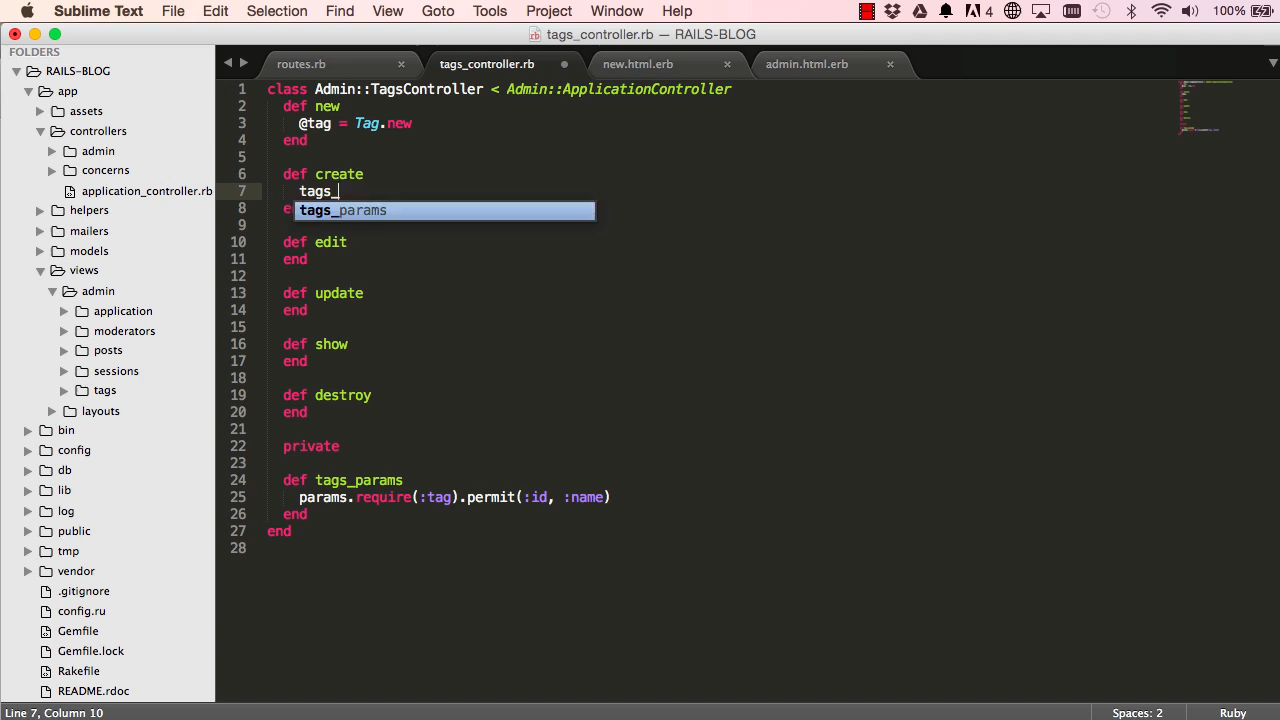 Sublime Text File Edit Selection Find View Goto Tools Project Window Help 4 100%
tags_controller.rb — RAILS-BLOG
FOLDERS
RAILS-BLOG
app
assets
controllers
admin
concerns
application_controller.rb
helpers
mailers
models
views
admin
application
moderators
posts
sessions
tags
layouts
bin
config
db
lib
log
public
tmp
vendor
.gitignore
config.ru
Gemfile
Gemfile.lock
Rakefile
README.rdoc
routes.rb tags_controller.rb new.html.erb admin.html.erb
1 class Admin::TagsController < Admin::ApplicationController
2 def new
3 @tag = Tag.new
4 end
5
6 def create
7 tags_
tags_params
8 e
9
10 def edit
11 end
12
13 def update
14 end
15
16 def show
17 end
18
19 def destroy
20 end
21
22 private
23
24 def tags_params
25 params.require(:tag).permit(:id, :name)
26 end
27 end
28
Line 7, Column 10 Spaces: 2 Ruby